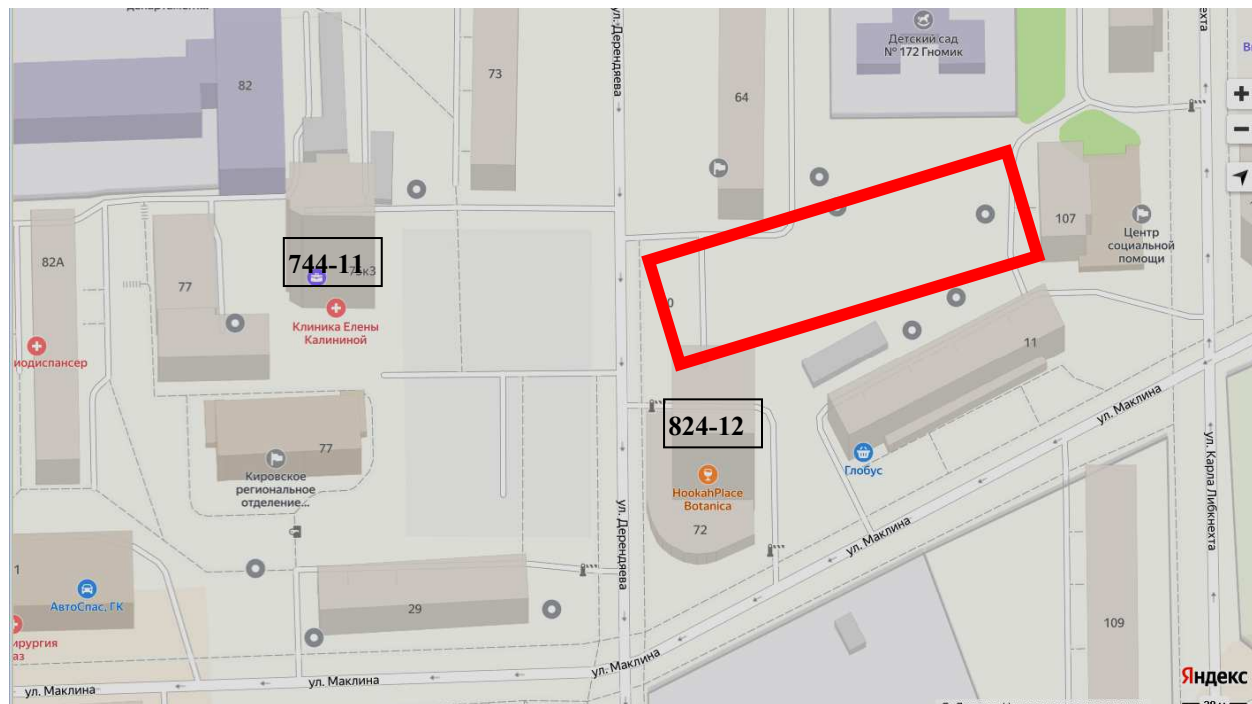 82
73
ул. Дерендяева
64
Детский сад
№ 172 Гномик
82А
77
744-11
Клиника Елены
Калининой
107
Центр
социальной
помощи
11
ул. Маклина
824-12
77
Кировское
региональное
отделение...
HookahPlace
Botanica
72
Глобус
ул. Маклина
ул. Дерендяева
ул. Карла Либкнехта
АвтоСпас, ГК
29
109
ул. Маклина
ул. Маклина
ул. Маклина
Яндекс